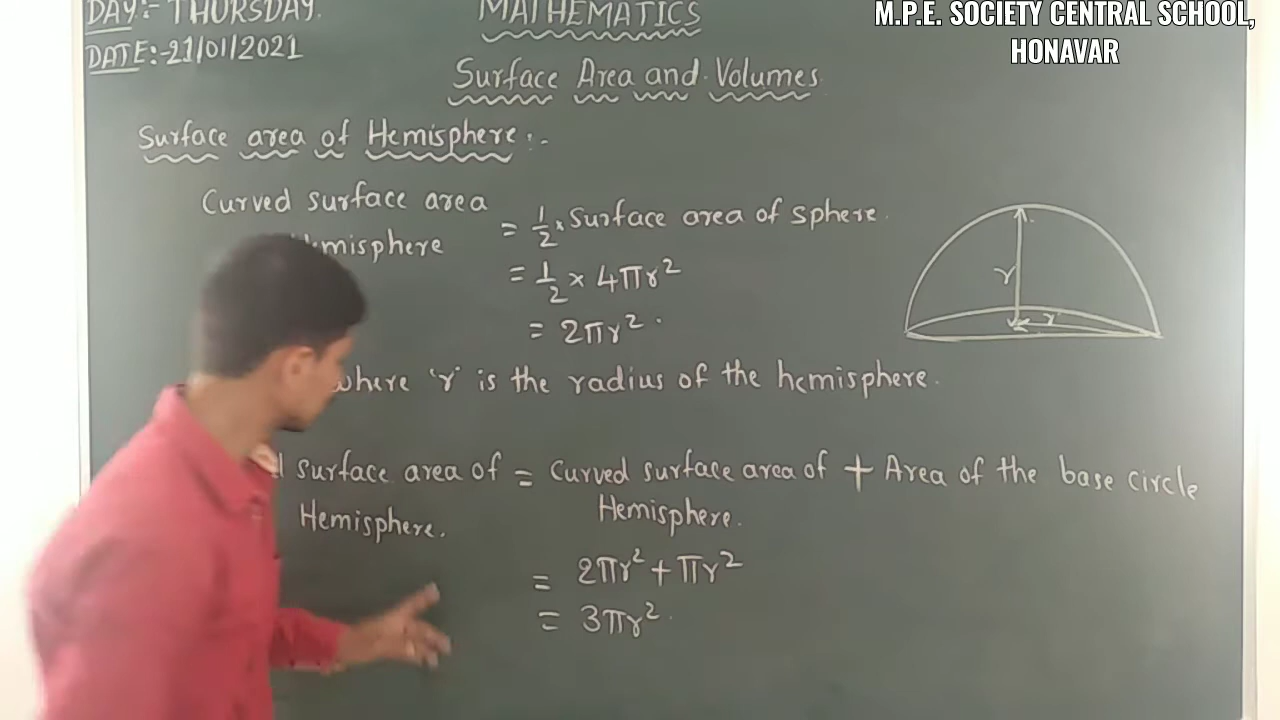 DAY:- THURSDAY.
DATE:-21/01/2021
MATHEMATICS
M.P.E. SOCIETY CENTRAL SCHOOL,
HONAVAR
Surface Area and Volumes
Surface area of Hemisphere:-
Curved surface area
= 1/2 × Surface area of sphere.
= 1/2 × 4πr²
= 2πr².
where 'r' is the radius of the hemisphere.
r
r
surface area of = Curved surface area of + Area of the base circle
Hemisphere. Hemisphere.
= 2πr² + πr²
= 3πr².